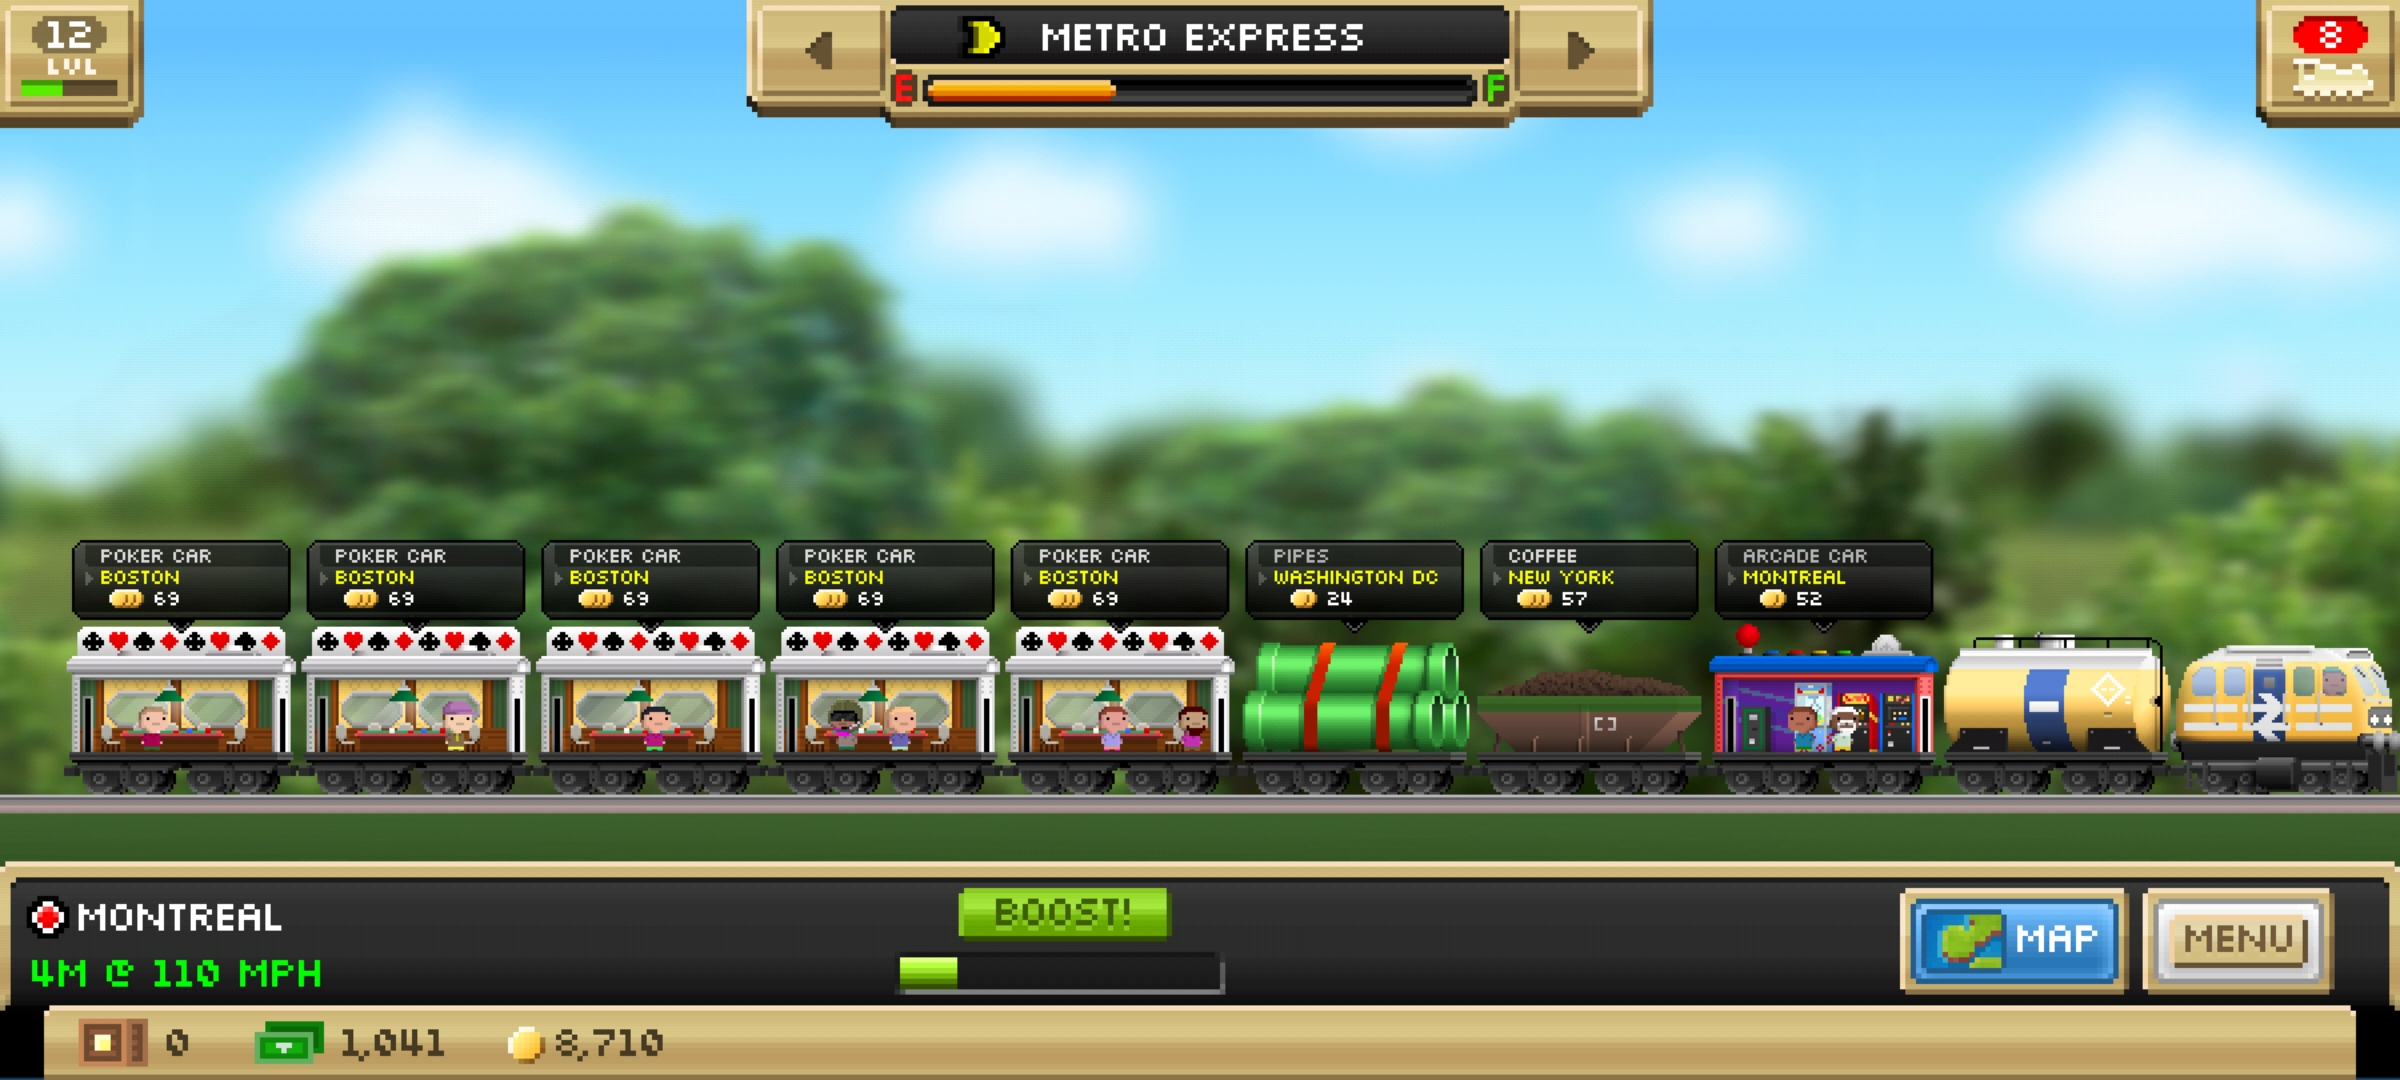 12
LVL
METRO EXPRESS
E F
8
POKER CAR
BOSTON
69
POKER CAR
BOSTON
69
POKER CAR
BOSTON
69
POKER CAR
BOSTON
69
POKER CAR
BOSTON
69
PIPES
WASHINGTON DC
24
COFFEE
NEW YORK
57
ARCADE CAR
MONTREAL
52
MONTREAL
4M @ 110 MPH
BOOST!
MAP
MENU
0
1,041
8,710